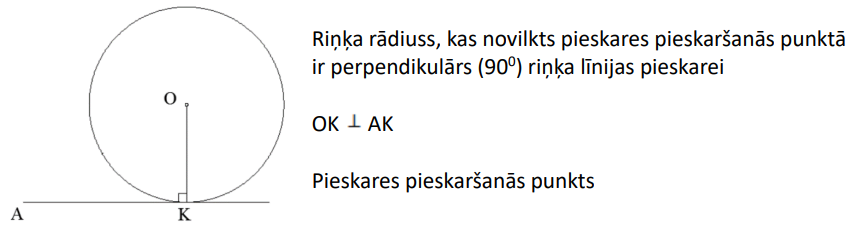 O
A
K
Riņķa rādiuss, kas novilkts pieskares pieskaršanās punktā
ir perpendikulārs (90⁰) riņķa līnijas pieskarei
OK ⊥ AK
Pieskares pieskaršanās punkts